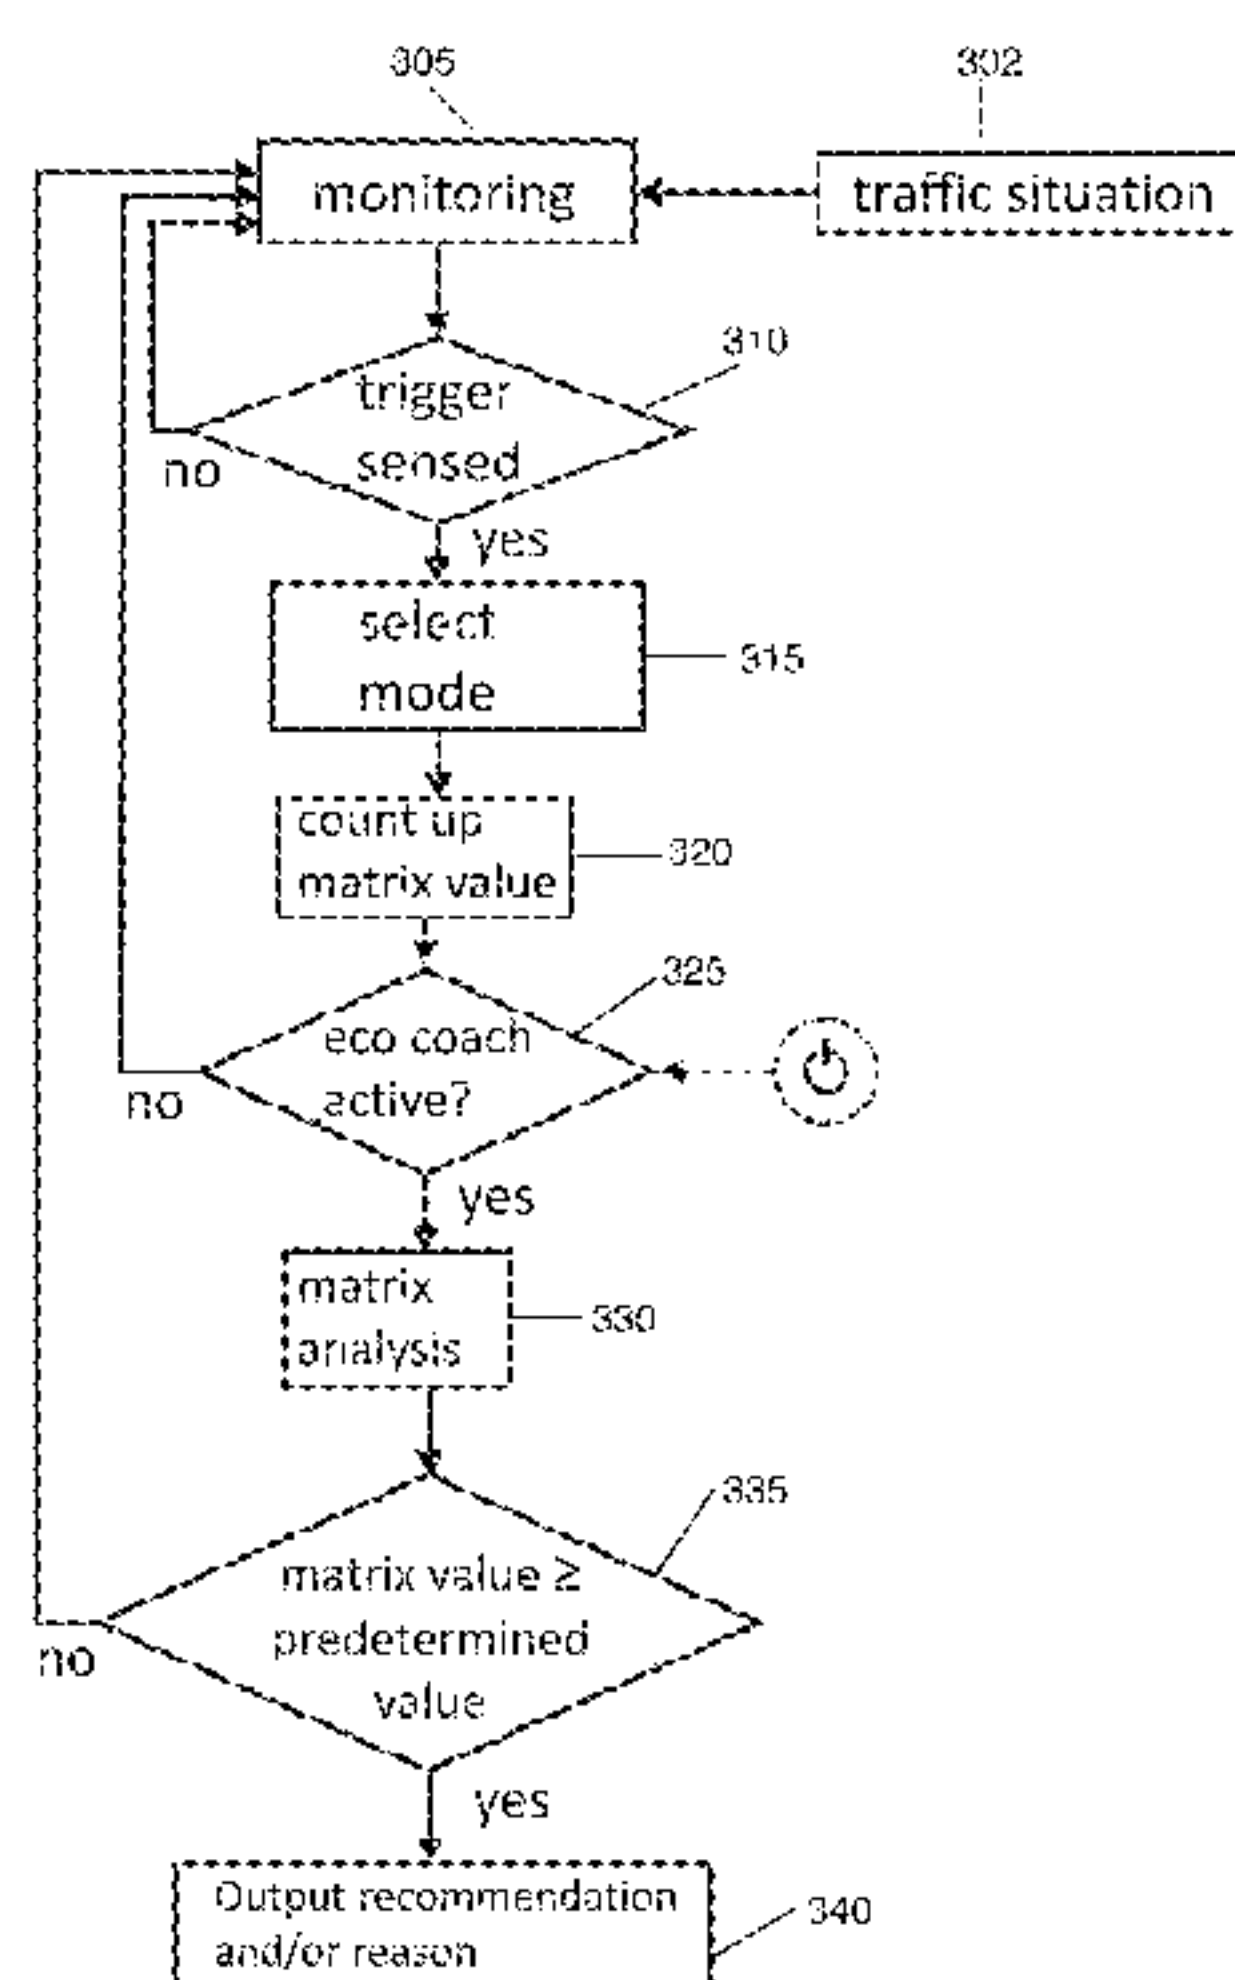 305
302
monitoring
traffic situation
310
trigger
sensed
no
yes
select
mode
315
count up
matrix value
320
325
eco coach
active?
no
yes
matrix
analysis
330
335
matrix value ≥
predetermined
value
no
yes
Output recommendation
and/or reason
340